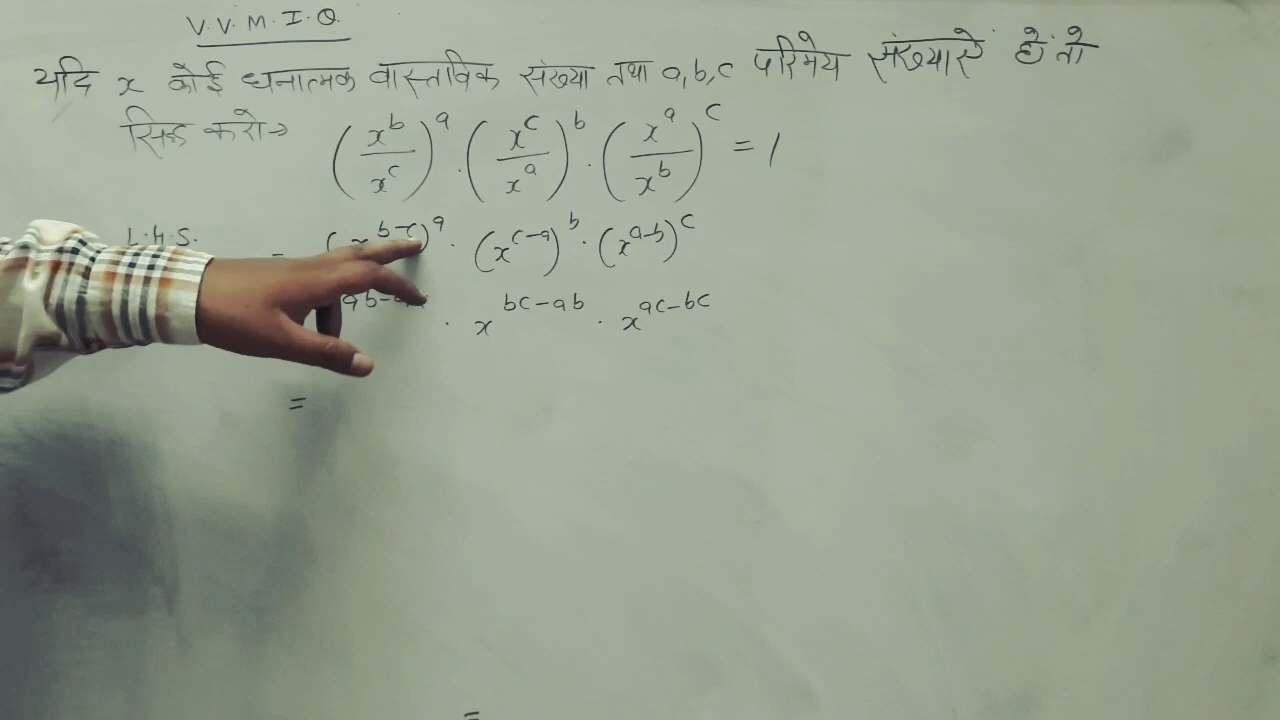 V. V. M. I. Q.
यदि x कोई धनात्मक वास्तविक संख्या तथा a,b,c परिमेय संख्याएें हों तो
सिद्ध करो→ (x^b/x^c)^a . (x^c/x^a)^b . (x^a/x^b)^c = 1
L.H.S. = (x^{b-c})^a . (x^{c-a})^b . (x^{a-b})^c
. x^{bc-ab} . x^{ac-bc}
=
=